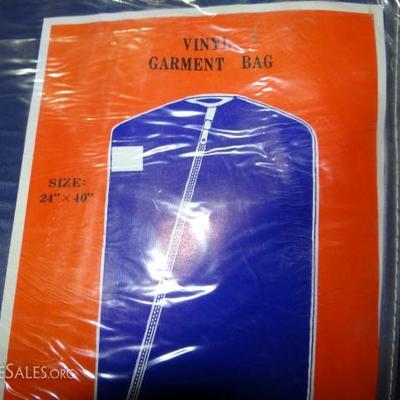 VINYL
GARMENT BAG
SIZE:
24"×40"
ESALES.ORG